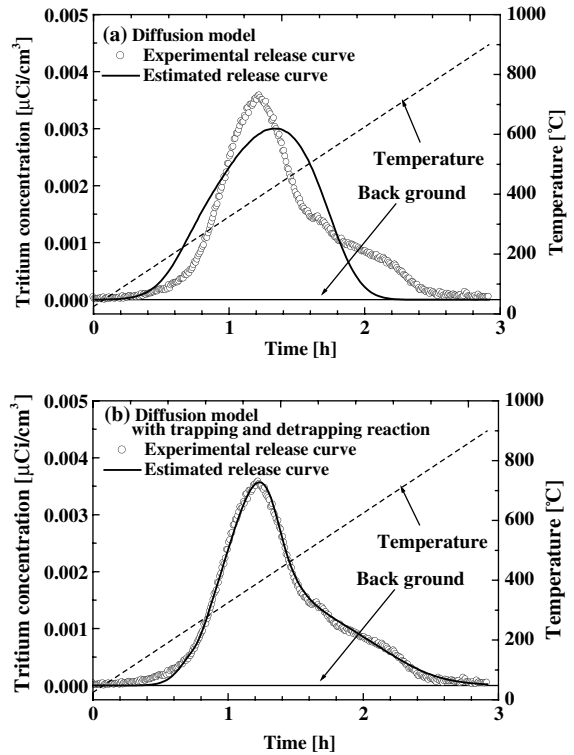 (a) Diffusion model
Experimental release curve
Estimated release curve
Temperature
Back ground
Tritium concentration [μCi/cm³]
0.005
0.004
0.003
0.002
0.001
0.000
1000
800
600
400
200
0
Temperature [℃]
0 1 2 3
Time [h]
(b) Diffusion model
with trapping and detrapping reaction
Experimental release curve
Estimated release curve
Temperature
Back ground
Tritium concentration [μCi/cm³]
0.005
0.004
0.003
0.002
0.001
0.000
1000
800
600
400
200
0
Temperature [℃]
0 1 2 3
Time [h]